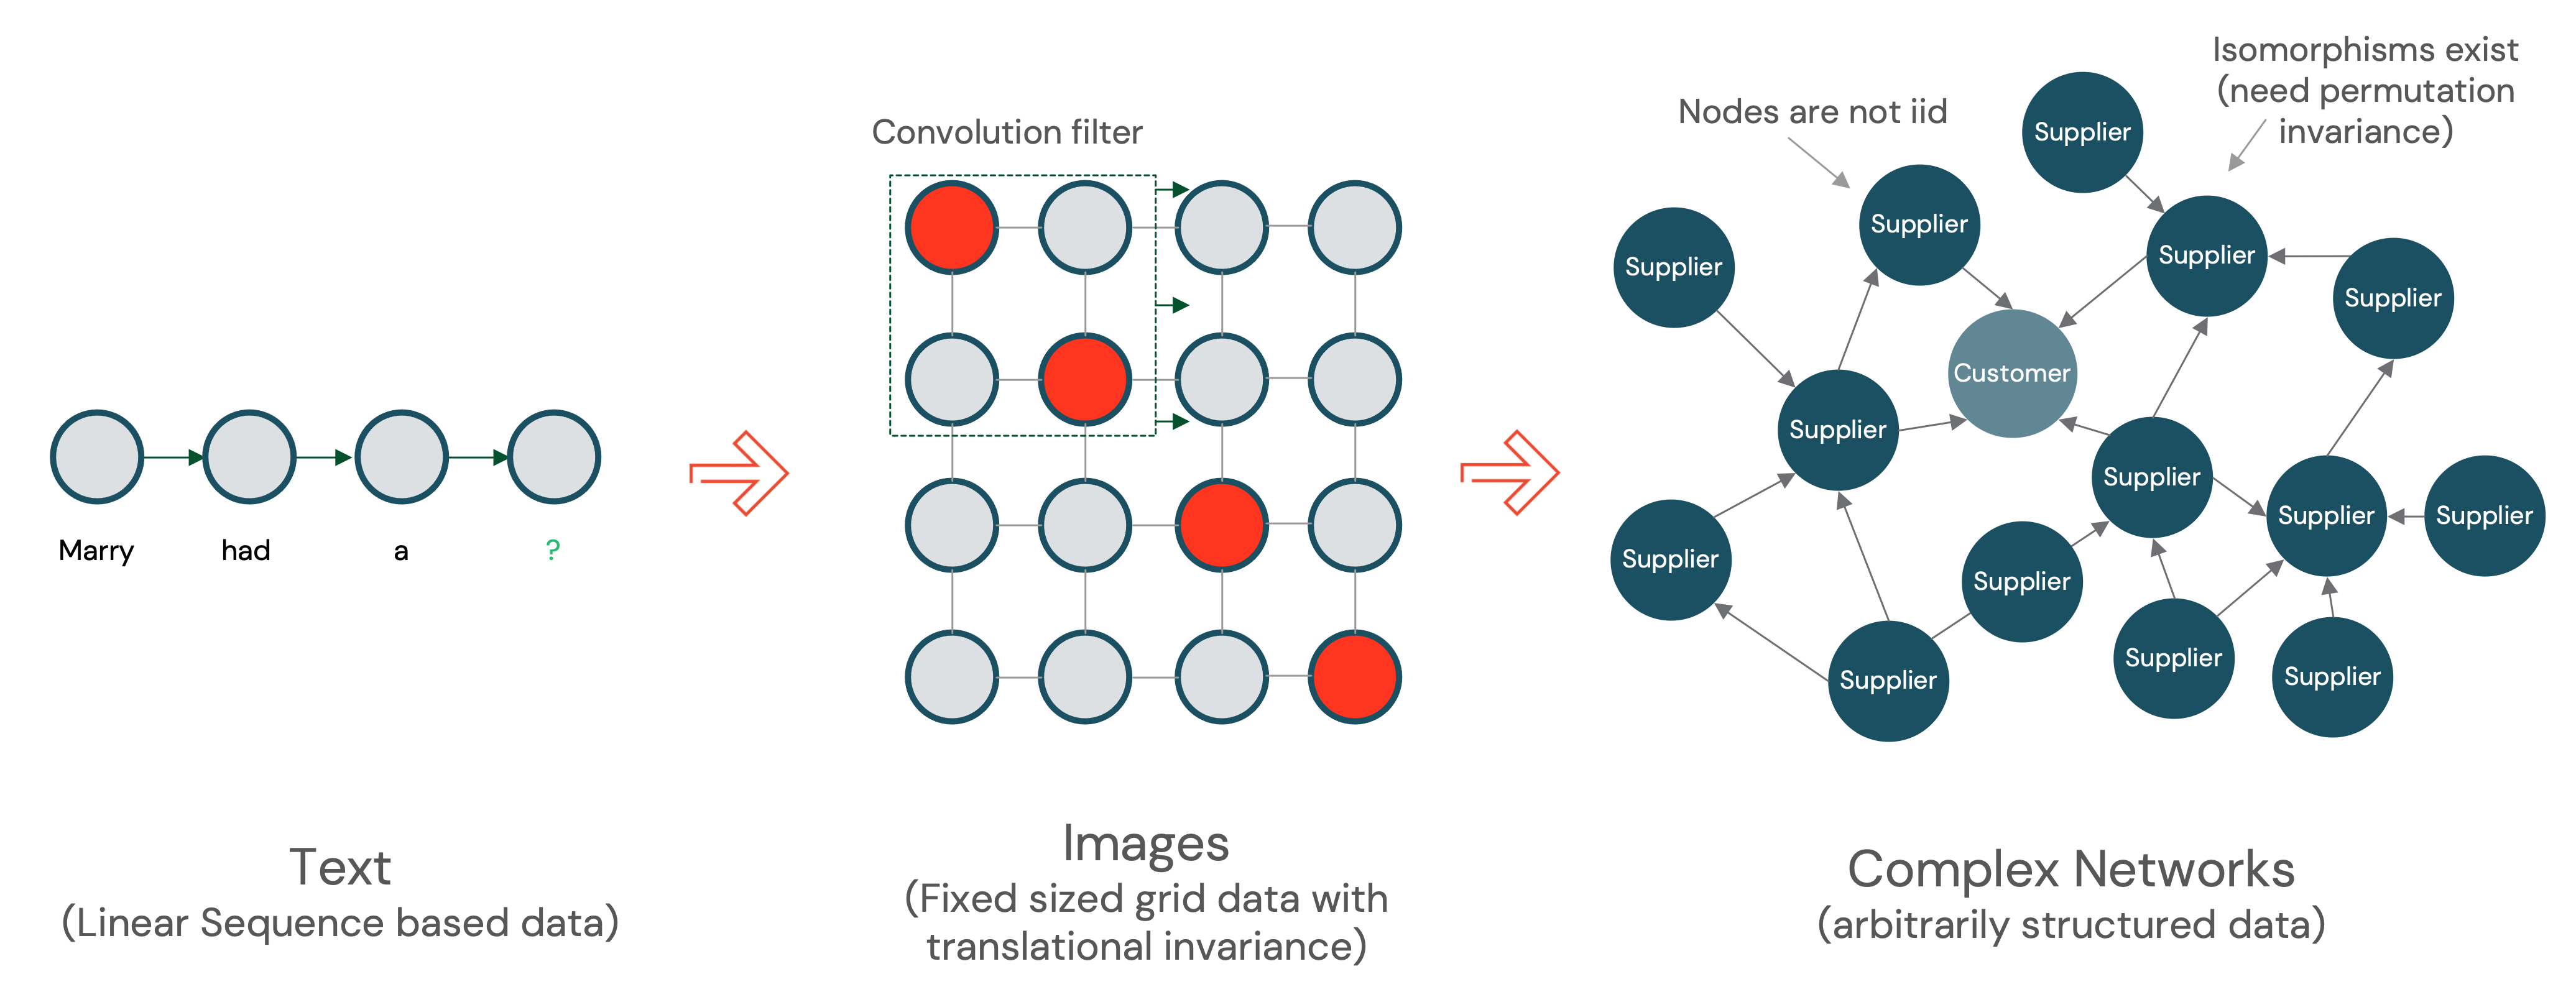 Marry
had
a
?
Text
(Linear Sequence based data)
Convolution filter
Images
(Fixed sized grid data with
translational invariance)
Nodes are not iid
Isomorphisms exist
(need permutation
invariance)
Supplier
Supplier
Supplier
Supplier
Supplier
Supplier
Customer
Supplier
Supplier
Supplier
Supplier
Supplier
Supplier
Supplier
Supplier
Supplier
Complex Networks
(arbitrarily structured data)